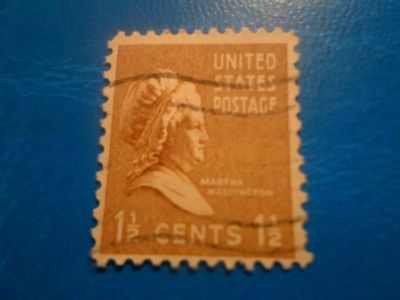 UNITED
STATES
POSTAGE
MARTHA
WASHINGTON
1½ CENTS 1½